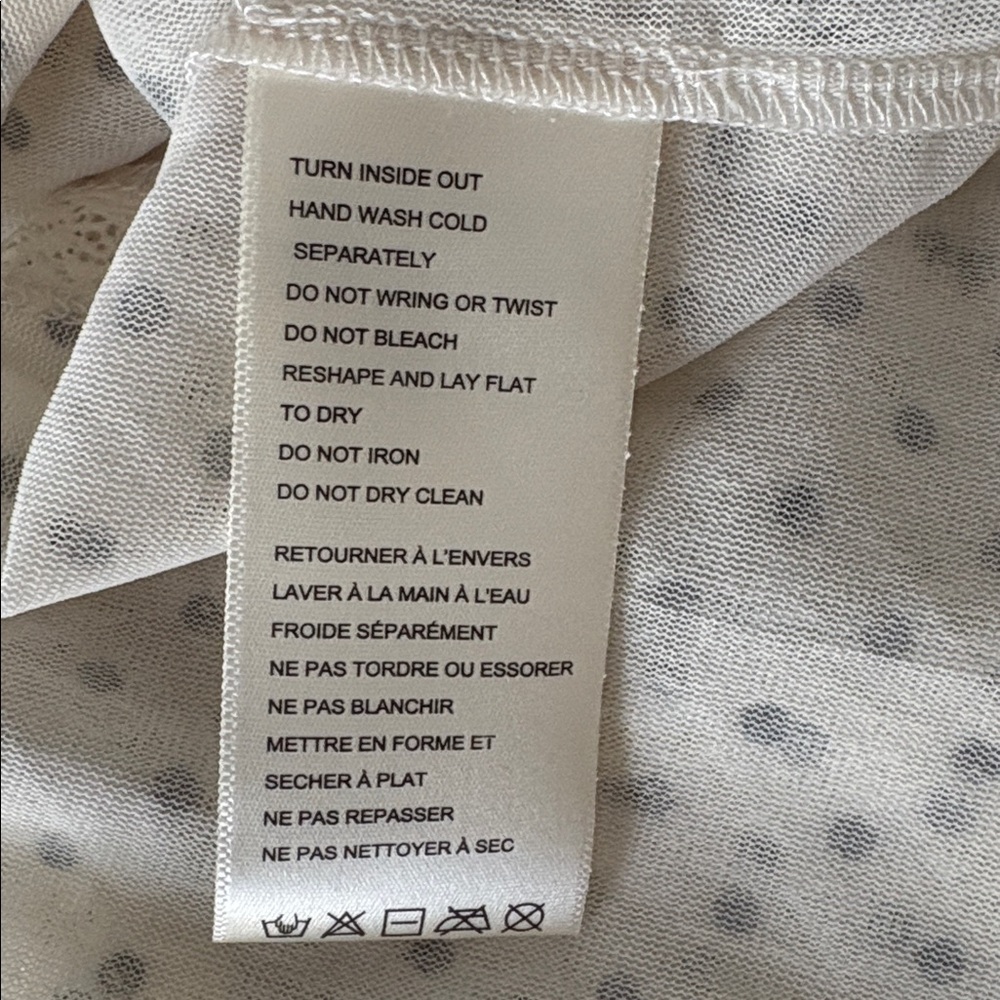 TURN INSIDE OUT
HAND WASH COLD
SEPARATELY
DO NOT WRING OR TWIST
DO NOT BLEACH
RESHAPE AND LAY FLAT
TO DRY
DO NOT IRON
DO NOT DRY CLEAN
RETOURNER À L'ENVERS
LAVER À LA MAIN À L'EAU
FROIDE SÉPARÉMENT
NE PAS TORDRE OU ESSORER
NE PAS BLANCHIR
METTRE EN FORME ET
SECHER À PLAT
NE PAS REPASSER
NE PAS NETTOYER À SEC